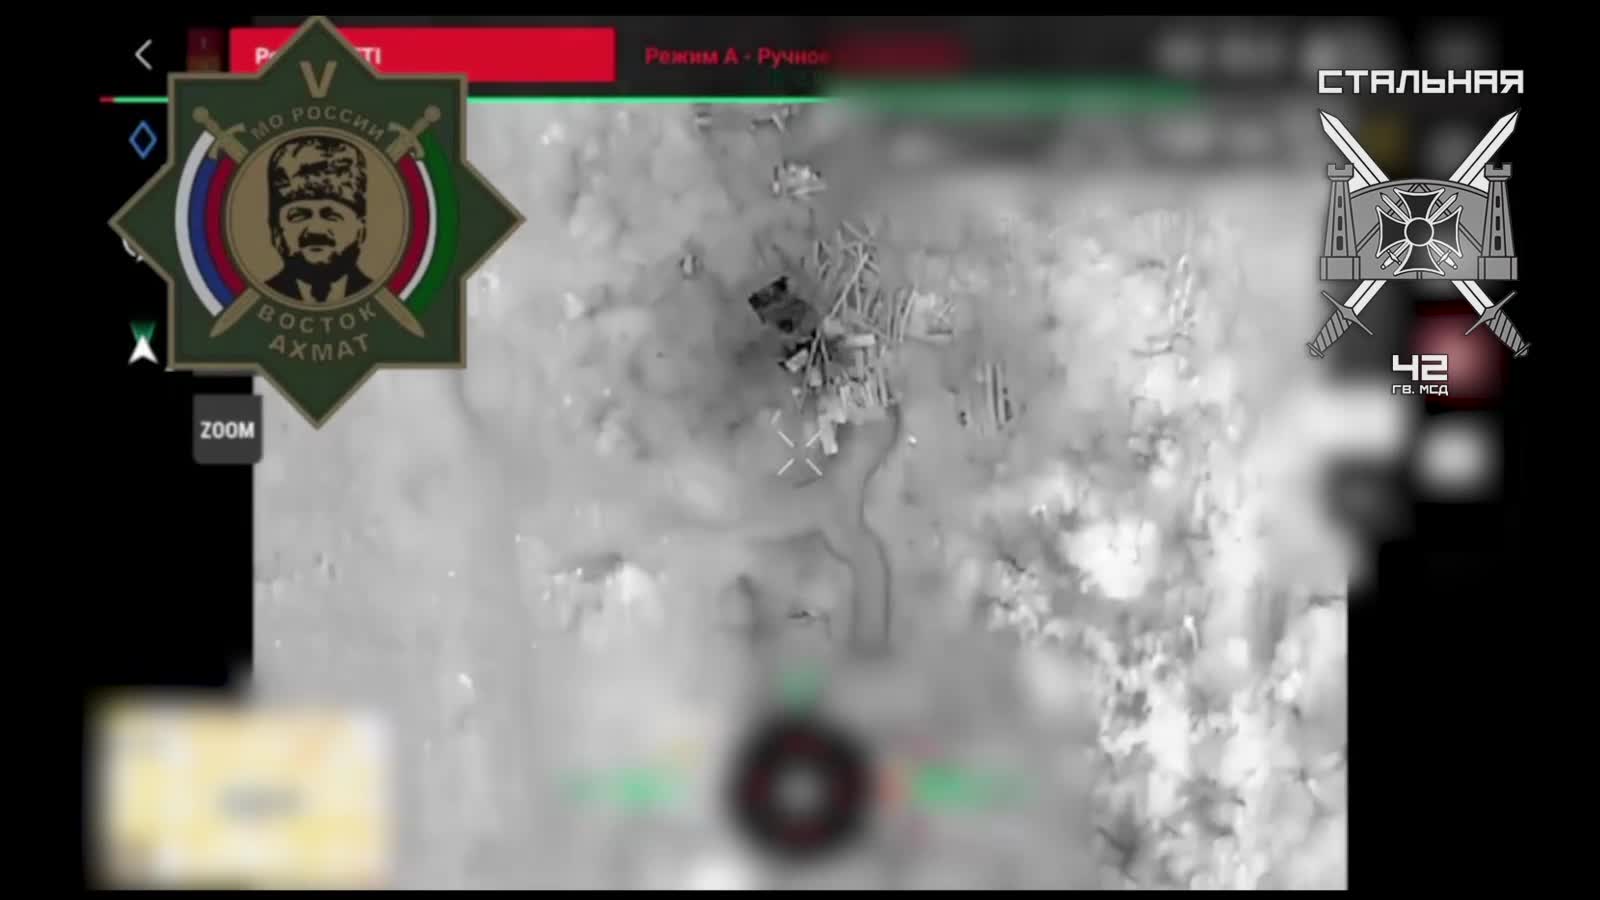 Режим А - Ручное
V
МО РОССИИ
ВОСТОК
АХМАТ
ZOOM
СТАЛЬНАЯ
42
ГВ. МСД